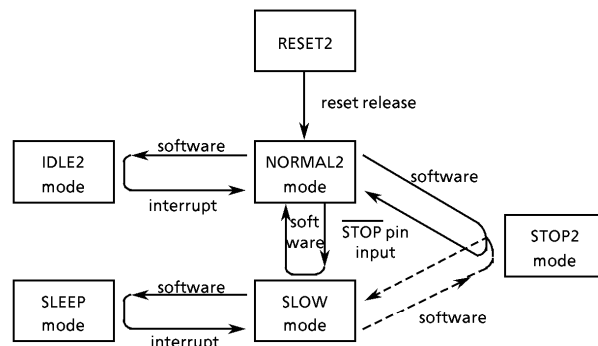 RESET2
reset release
software
IDLE2
mode
NORMAL2
mode
software
interrupt
soft
ware
STOP pin
input
STOP2
mode
software
SLEEP
mode
SLOW
mode
software
interrupt